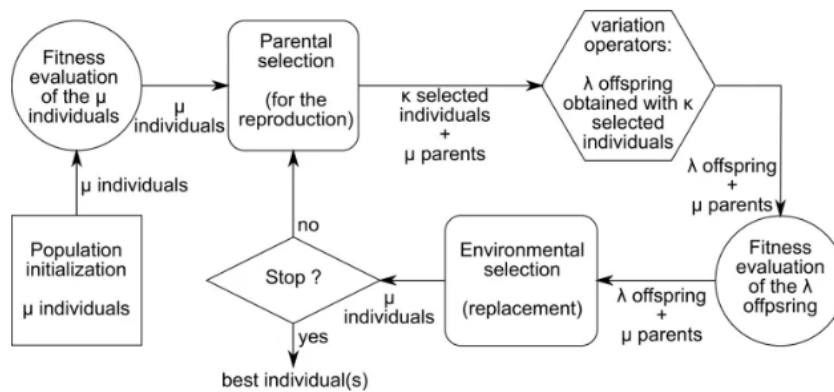 Fitness
evaluation
of the μ
individuals
μ
individuals
Parental
selection
(for the
reproduction)
κ selected
individuals
+
μ parents
variation
operators:
λ offspring
obtained with κ
selected
individuals
λ offspring
+
μ parents
μ individuals
Population
initialization
μ individuals
no
Stop ?
yes
best individual(s)
μ
individuals
Environmental
selection
(replacement)
λ offspring
+
μ parents
Fitness
evaluation
of the λ
offpsring